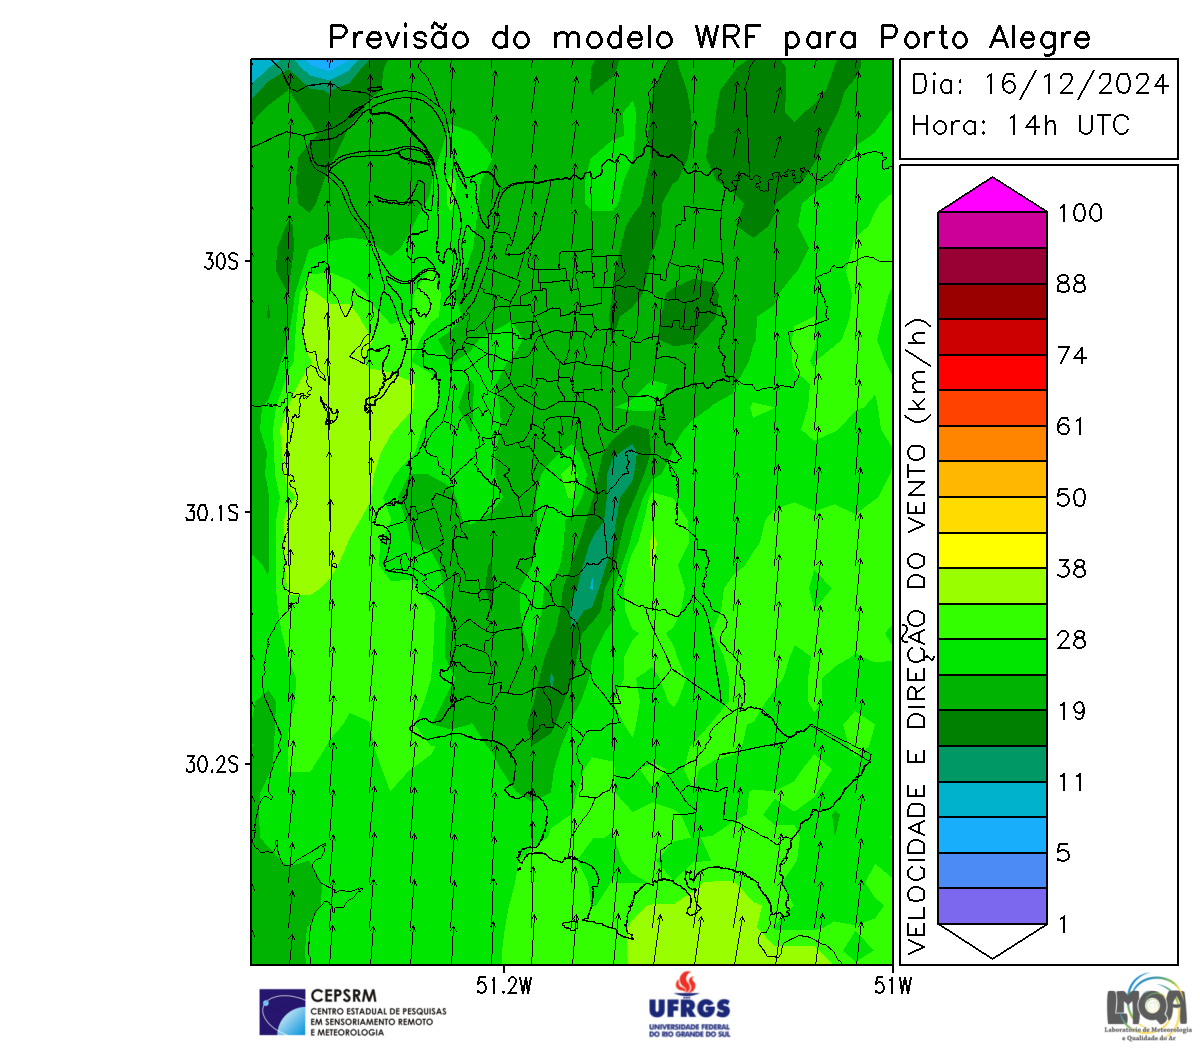 Previsão do modelo WRF para Porto Alegre
Dia: 16/12/2024
Hora: 14h UTC
100
88
74
61
50
38
28
19
11
5
1
VELOCIDADE E DIREÇÃO DO VENTO (km/h)
30S
30.1S
30.2S
51.2W
51W
CEPSRM
CENTRO ESTADUAL DE PESQUISAS
EM SENSORIAMENTO REMOTO
E METEOROLOGIA
UFRGS
UNIVERSIDADE FEDERAL
DO RIO GRANDE DO SUL
LMQA
Laboratório de Meteorologia
e Qualidade do Ar